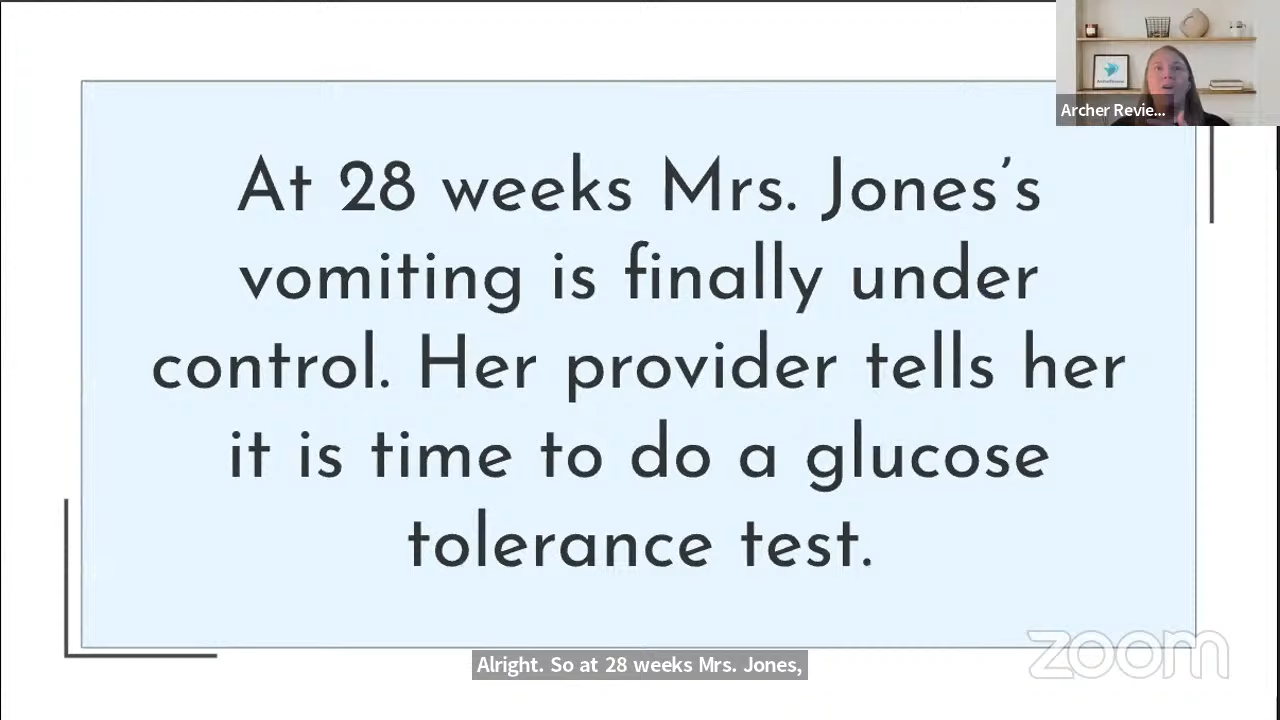 Archer Revie...
At 28 weeks Mrs. Jones's
vomiting is finally under
control. Her provider tells her
it is time to do a glucose
tolerance test.
zoom
Alright. So at 28 weeks Mrs. Jones,